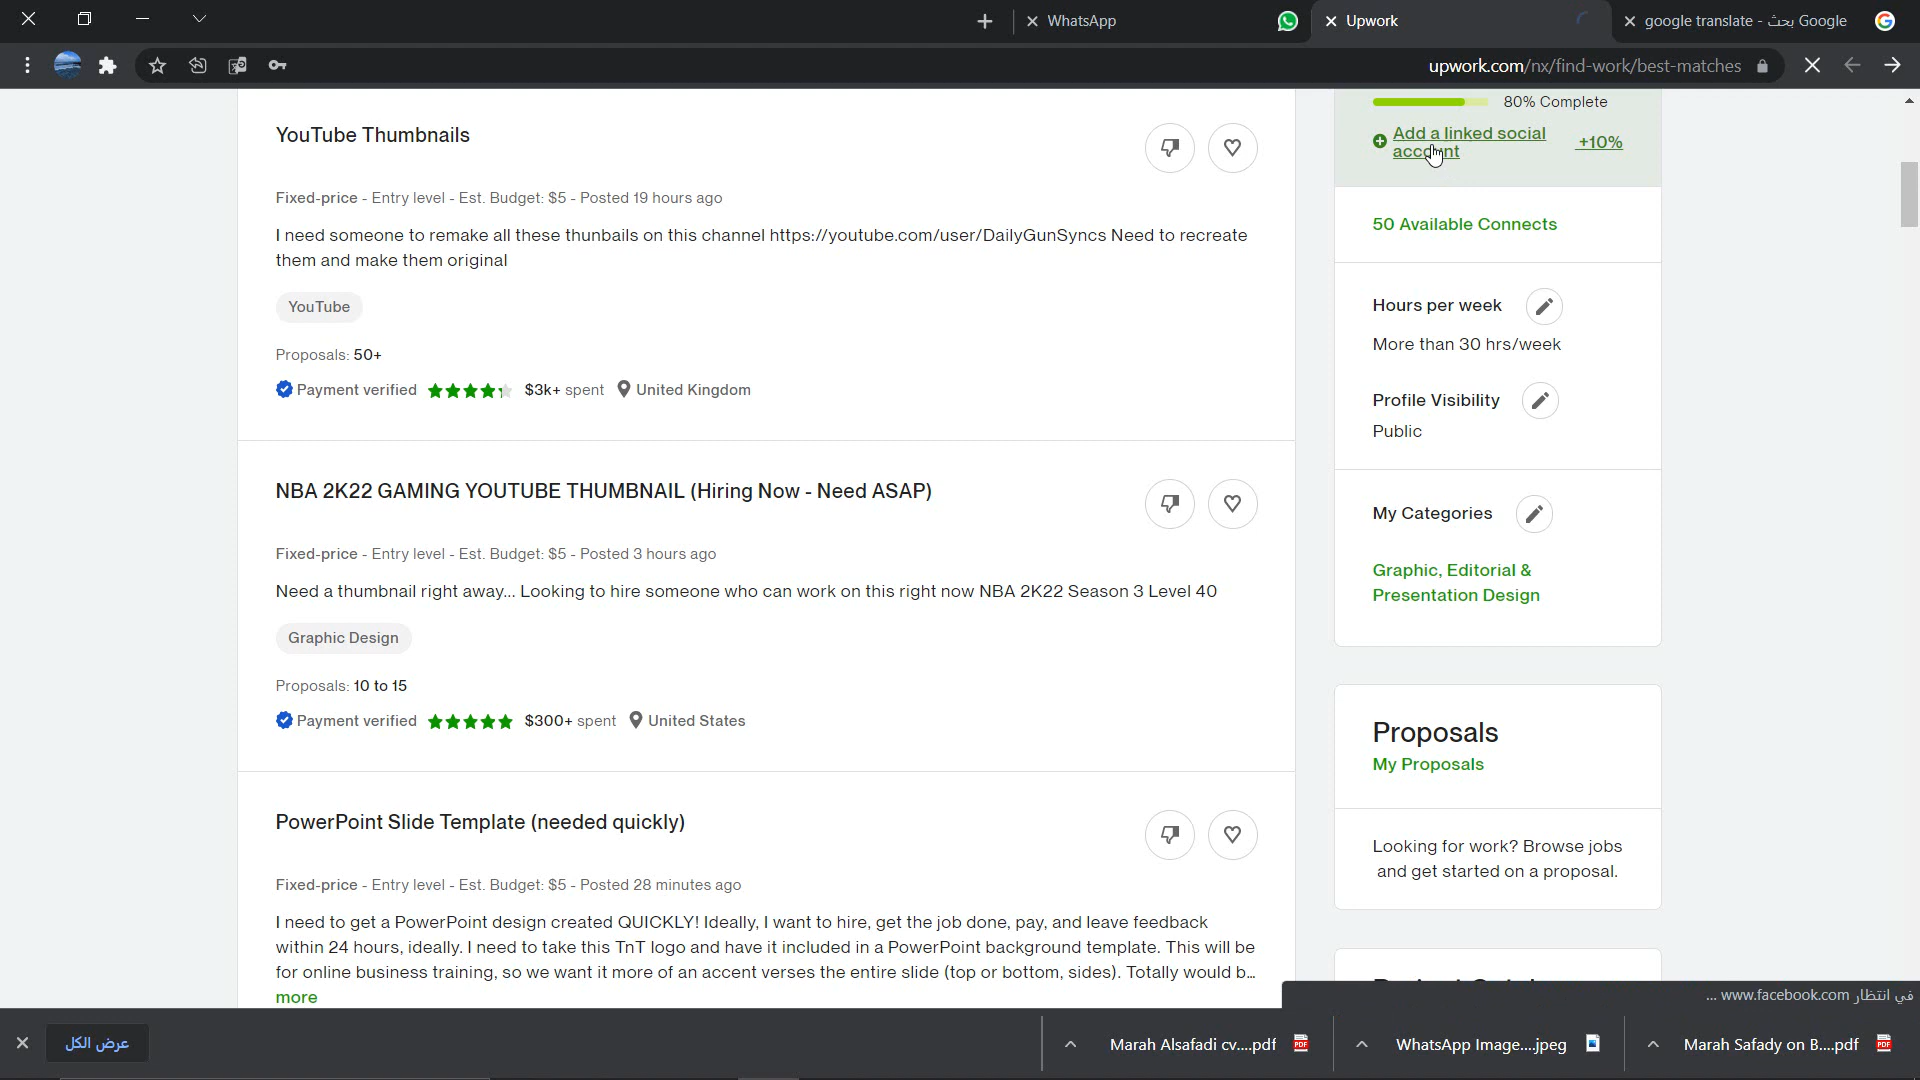 WhatsApp
Upwork
google translate - بحث Google
upwork.com/nx/find-work/best-matches
YouTube Thumbnails
Fixed-price - Entry level - Est. Budget: $5 - Posted 19 hours ago
I need someone to remake all these thunbails on this channel https://youtube.com/user/DailyGunSyncs Need to recreate
them and make them original
YouTube
Proposals: 50+
Payment verified $3k+ spent United Kingdom
NBA 2K22 GAMING YOUTUBE THUMBNAIL (Hiring Now - Need ASAP)
Fixed-price - Entry level - Est. Budget: $5 - Posted 3 hours ago
Need a thumbnail right away... Looking to hire someone who can work on this right now NBA 2K22 Season 3 Level 40
Graphic Design
Proposals: 10 to 15
Payment verified $300+ spent United States
PowerPoint Slide Template (needed quickly)
Fixed-price - Entry level - Est. Budget: $5 - Posted 28 minutes ago
I need to get a PowerPoint design created QUICKLY! Ideally, I want to hire, get the job done, pay, and leave feedback
within 24 hours, ideally. I need to take this TnT logo and have it included in a PowerPoint background template. This will be
for online business training, so we want it more of an accent verses the entire slide (top or bottom, sides). Totally would b...
more
80% Complete
Add a linked social
account
+10%
50 Available Connects
Hours per week
More than 30 hrs/week
Profile Visibility
Public
My Categories
Graphic, Editorial &
Presentation Design
Proposals
My Proposals
Looking for work? Browse jobs
and get started on a proposal.
في انتظار www.facebook.com ...
عرض الكل
Marah Alsafadi cv....pdf
WhatsApp Image....jpeg
Marah Safady on B....pdf